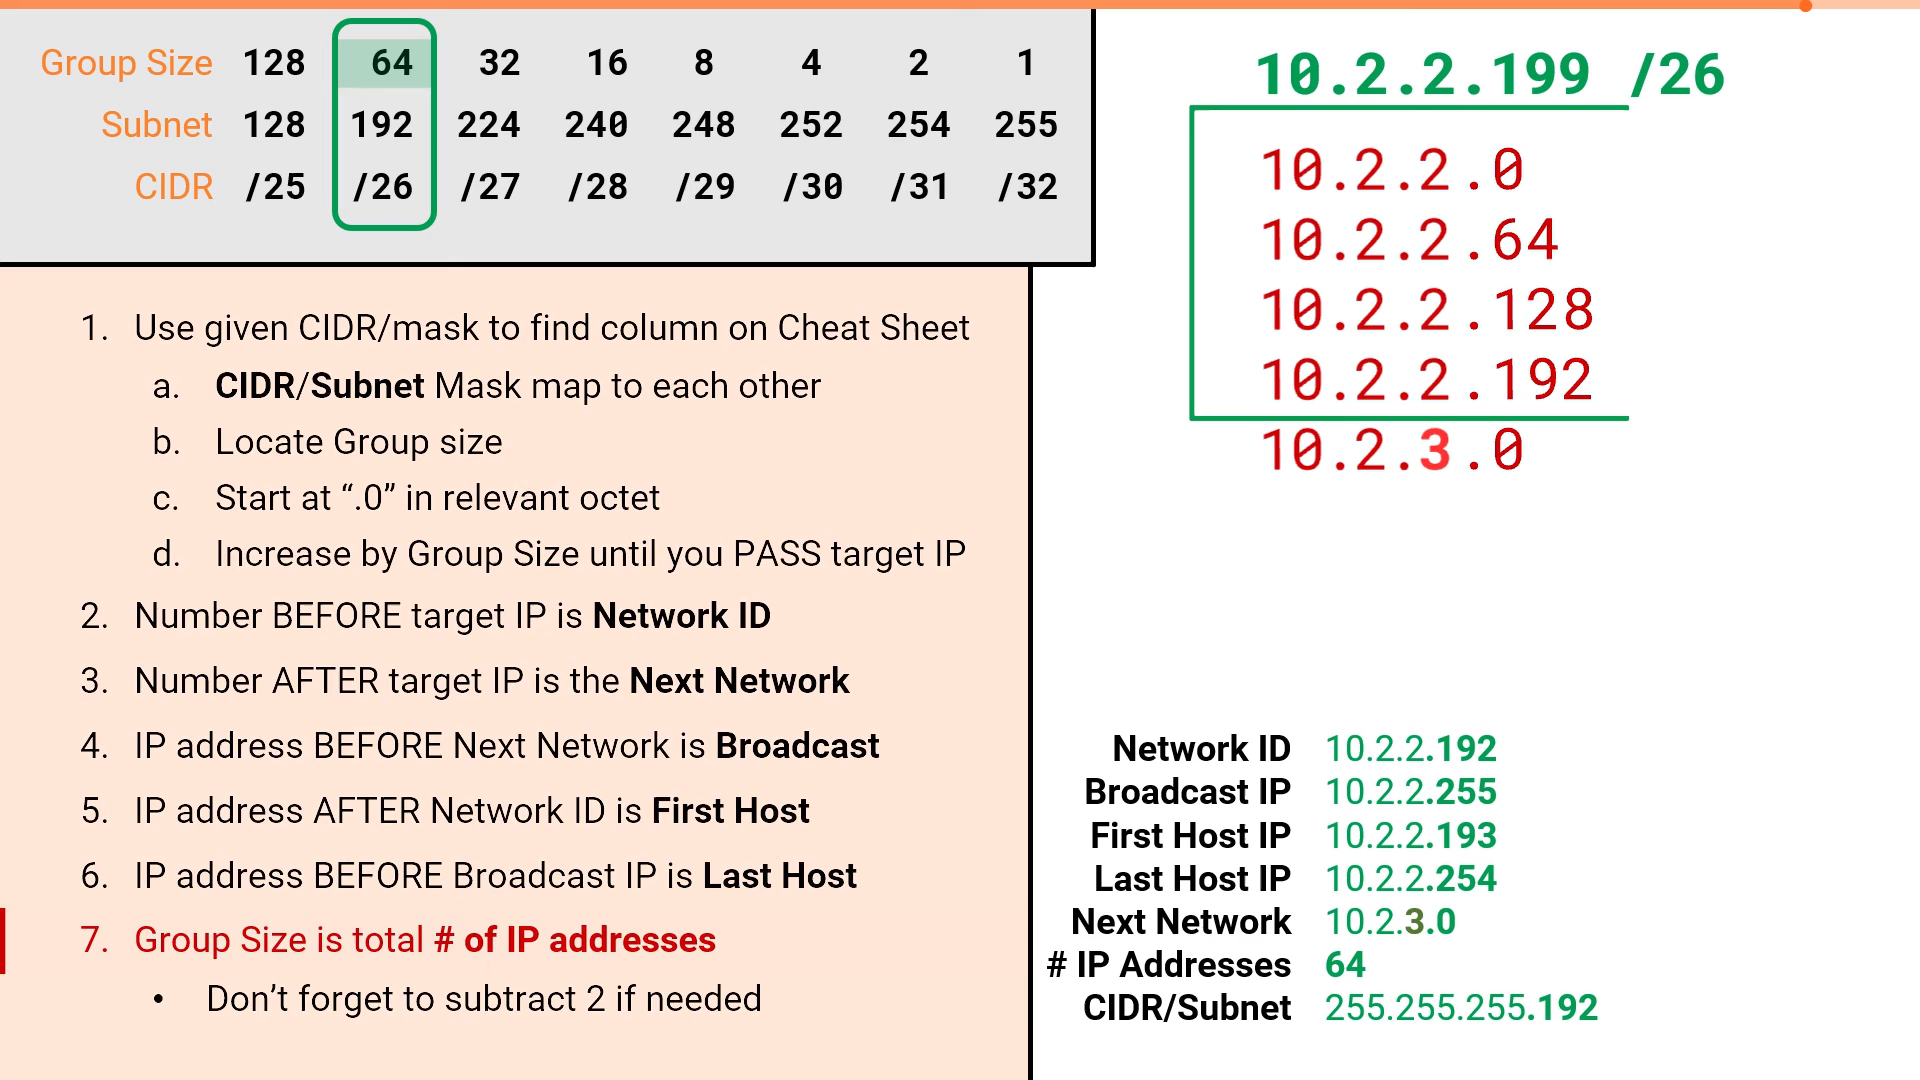 Group Size 128 64 32 16 8 4 2 1
Subnet 128 192 224 240 248 252 254 255
CIDR /25 /26 /27 /28 /29 /30 /31 /32
1. Use given CIDR/mask to find column on Cheat Sheet
a. CIDR/Subnet Mask map to each other
b. Locate Group size
c. Start at “.0” in relevant octet
d. Increase by Group Size until you PASS target IP
2. Number BEFORE target IP is Network ID
3. Number AFTER target IP is the Next Network
4. IP address BEFORE Next Network is Broadcast
5. IP address AFTER Network ID is First Host
6. IP address BEFORE Broadcast IP is Last Host
7. Group Size is total # of IP addresses
• Don’t forget to subtract 2 if needed
10.2.2.199 /26
10.2.2.0
10.2.2.64
10.2.2.128
10.2.2.192
10.2.3.0
Network ID 10.2.2.192
Broadcast IP 10.2.2.255
First Host IP 10.2.2.193
Last Host IP 10.2.2.254
Next Network 10.2.3.0
# IP Addresses 64
CIDR/Subnet 255.255.255.192